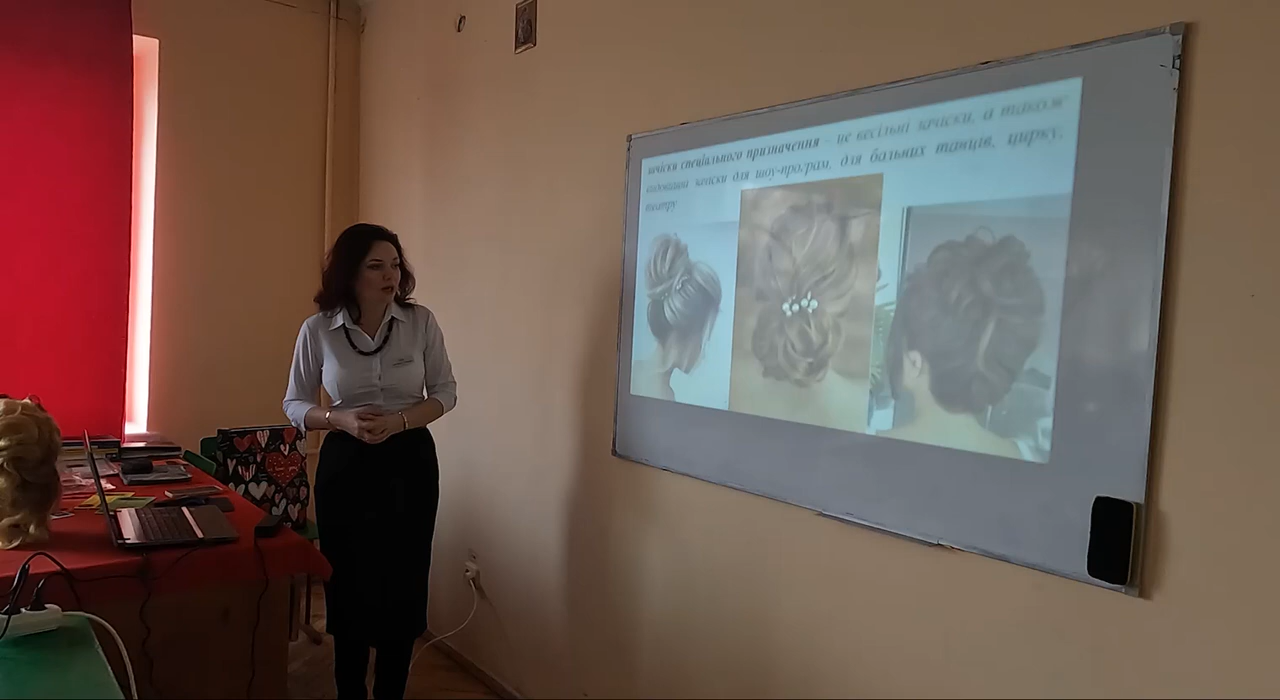 зачіски спеціального призначення – це весільні зачіски, а також
зачіски для шоу-програм, для бальних танців, цирку,
театру